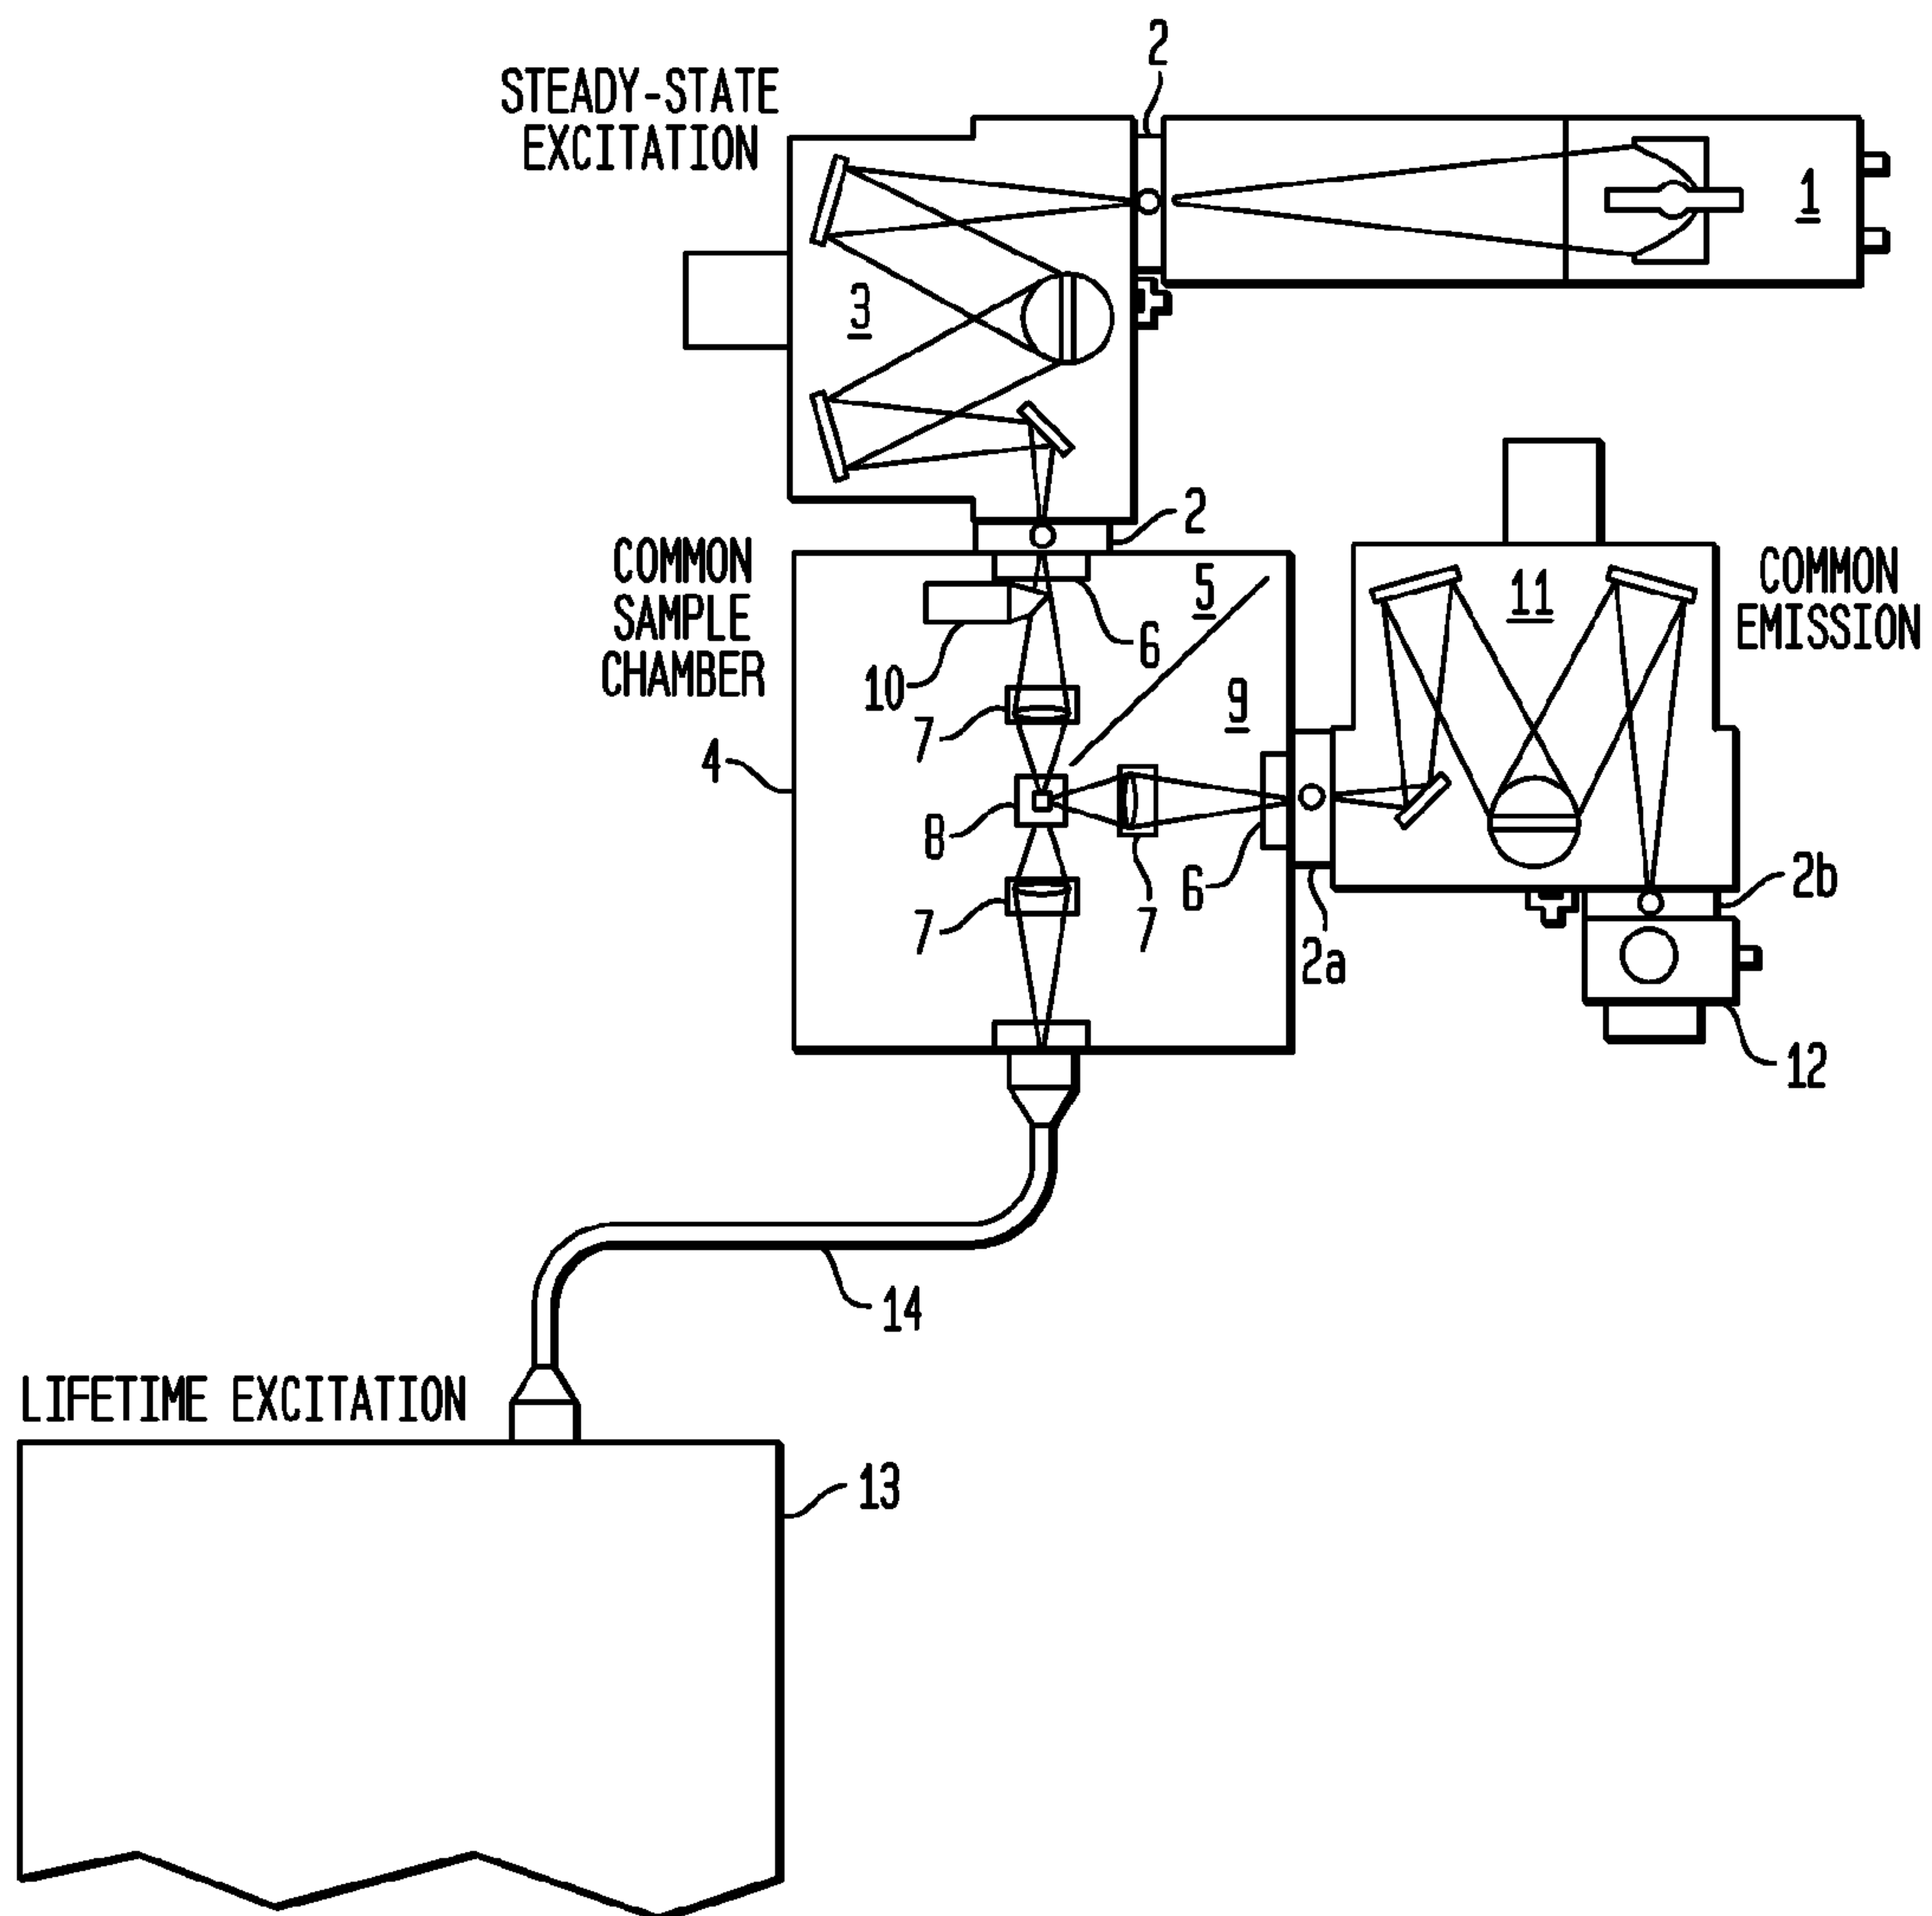 2
STEADY-STATE
EXCITATION
1
3
2
COMMON
SAMPLE
CHAMBER
5
11
COMMON
EMISSION
6
10
9
7
4
8
7
6
7
2a
2b
12
14
LIFETIME EXCITATION
13